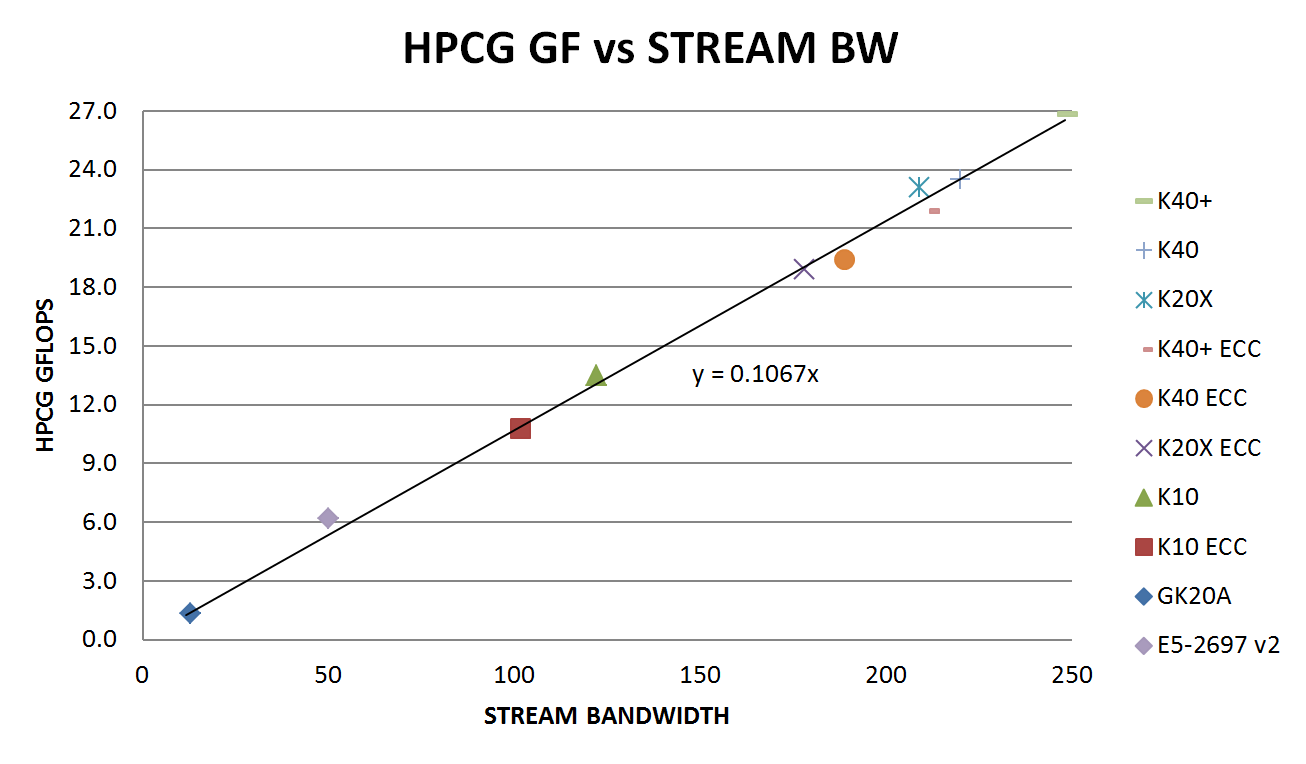 HPCG GF vs STREAM BW
27.0
24.0
21.0
18.0
15.0
12.0
9.0
6.0
3.0
0.0
HPCG GFLOPS
y = 0.1067x
0 50 100 150 200 250
STREAM BANDWIDTH
K40+
K40
K20X
K40+ ECC
K40 ECC
K20X ECC
K10
K10 ECC
GK20A
E5-2697 v2